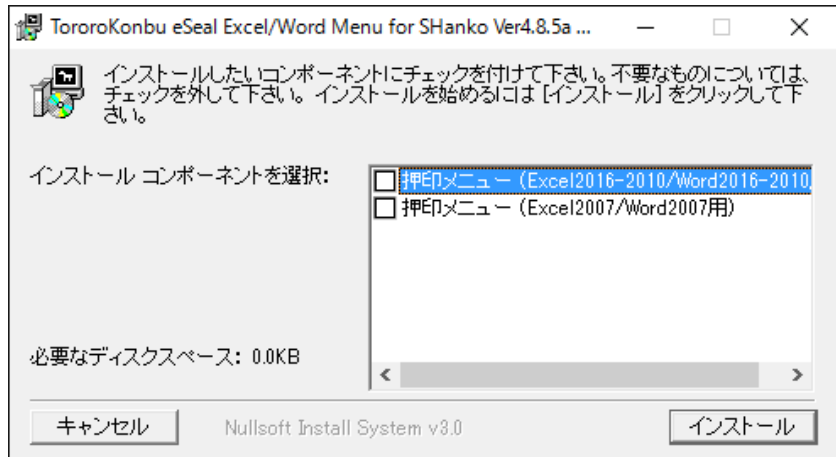 TororoKonbu eSeal Excel/Word Menu for SHanko Ver4.8.5a ...
インストールしたいコンポーネントにチェックを付けて下さい。不要なものについては、
チェックを外して下さい。インストールを始めるには [インストール] をクリックして下
さい。
インストール コンポーネントを選択:
押印メニュー (Excel2016-2010/Word2016-2010
押印メニュー (Excel2007/Word2007用)
必要なディスクスペース: 0.0KB
キャンセル
Nullsoft Install System v3.0
インストール